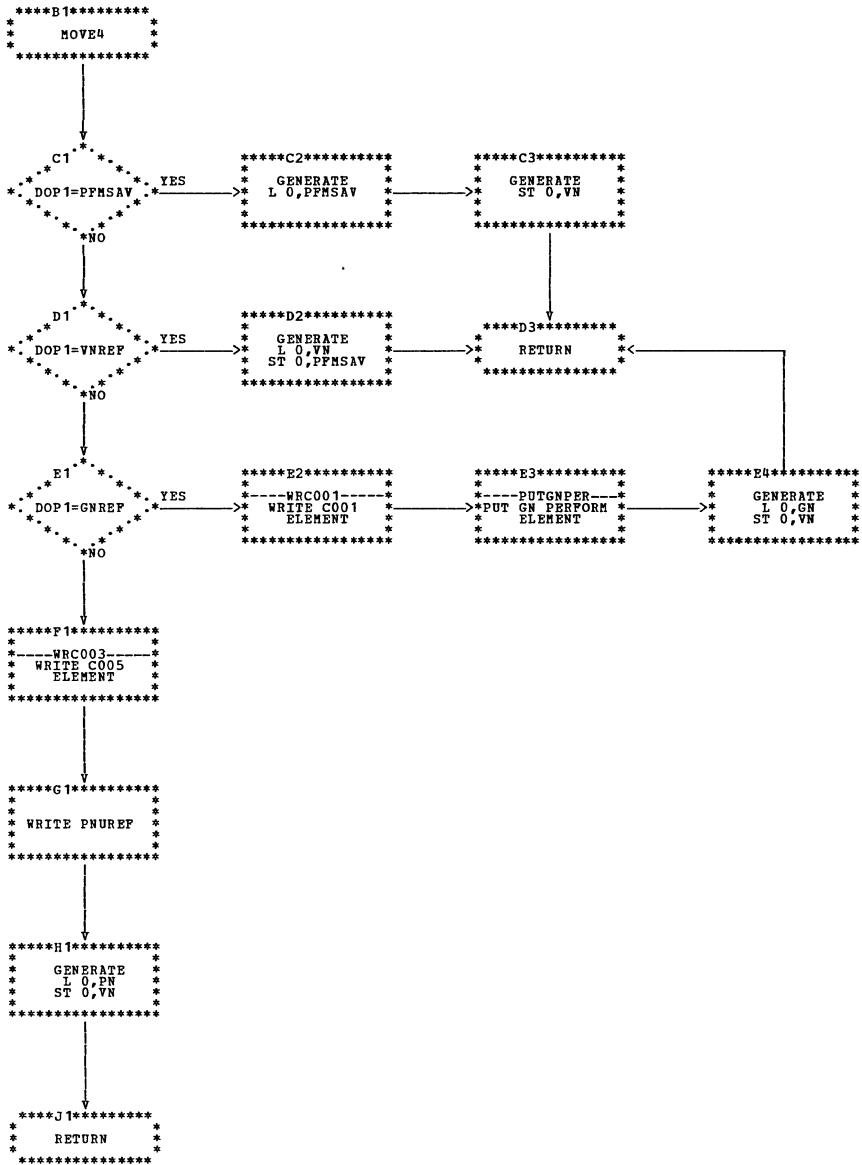 ****B1*********
MOVE4
C1
DOP1=PFMSAV
YES
NO
*****C2**********
GENERATE
L 0,PFMSAV
*****C3**********
GENERATE
ST 0,VN
D1
DOP1=VNREF
YES
NO
*****D2**********
GENERATE
L 0,VN
ST 0,PFMSAV
****D3*********
RETURN
E1
DOP1=GNREF
YES
NO
*****E2**********
*-----WRC001-----*
WRITE C001
ELEMENT
*****E3**********
*----PUTGNPER---*
*PUT GN PERFORM *
ELEMENT
*****E4**********
GENERATE
L 0,GN
ST 0,VN
*****F1**********
*----WRC003-----*
WRITE C005
ELEMENT
*****G1**********
WRITE PNUREF
*****H1**********
GENERATE
L 0,PN
ST 0,VN
****J1*********
RETURN